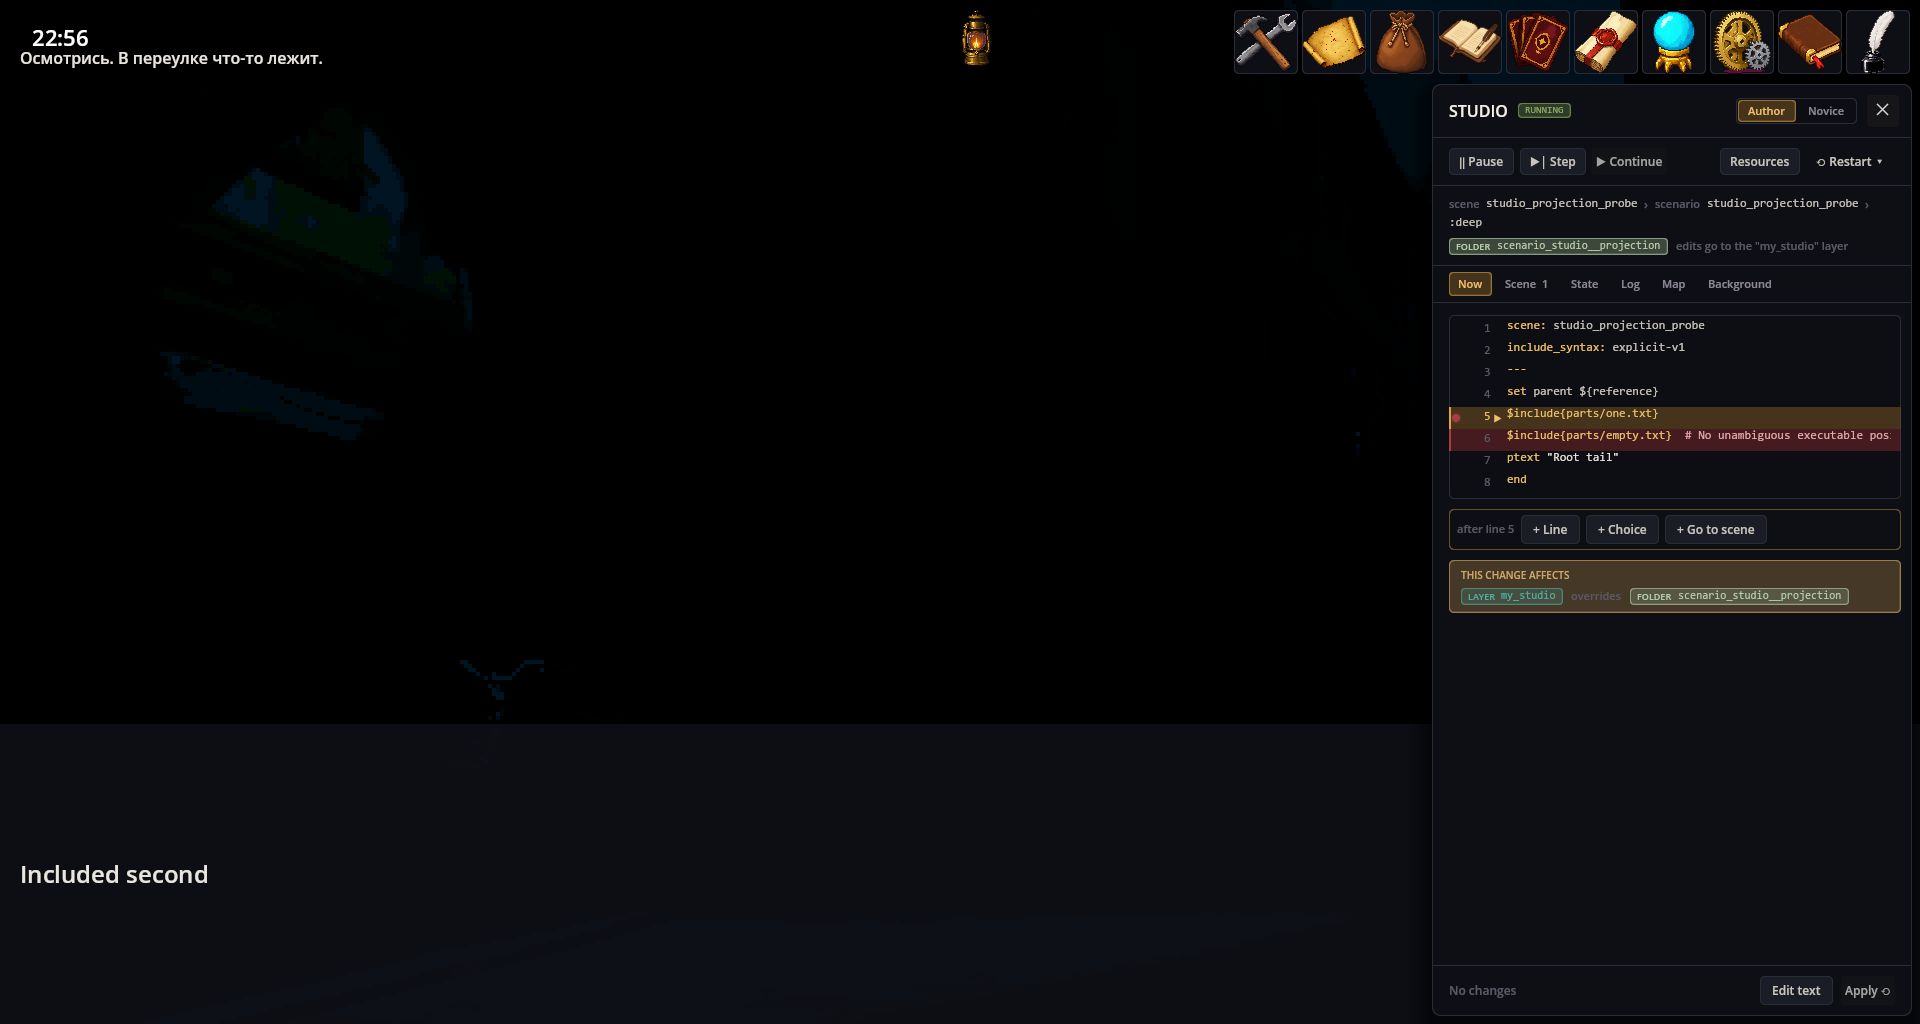 22:56
Осмотрись. В переулке что-то лежит.
STUDIO RUNNING Author Novice
Pause Step Continue Resources Restart
scene studio_projection_probe › scenario studio_projection_probe ›
:deep
FOLDER scenario_studio__projection edits go to the "my_studio" layer
Now Scene 1 State Log Map Background
1 scene: studio_projection_probe
2 include_syntax: explicit-v1
3 ---
4 set parent ${reference}
5 $include{parts/one.txt}
6 $include{parts/empty.txt} # No unambiguous executable pos
7 ptext "Root tail"
8 end
after line 5 + Line + Choice + Go to scene
THIS CHANGE AFFECTS
LAYER my_studio overrides FOLDER scenario_studio__projection
Included second
No changes Edit text Apply